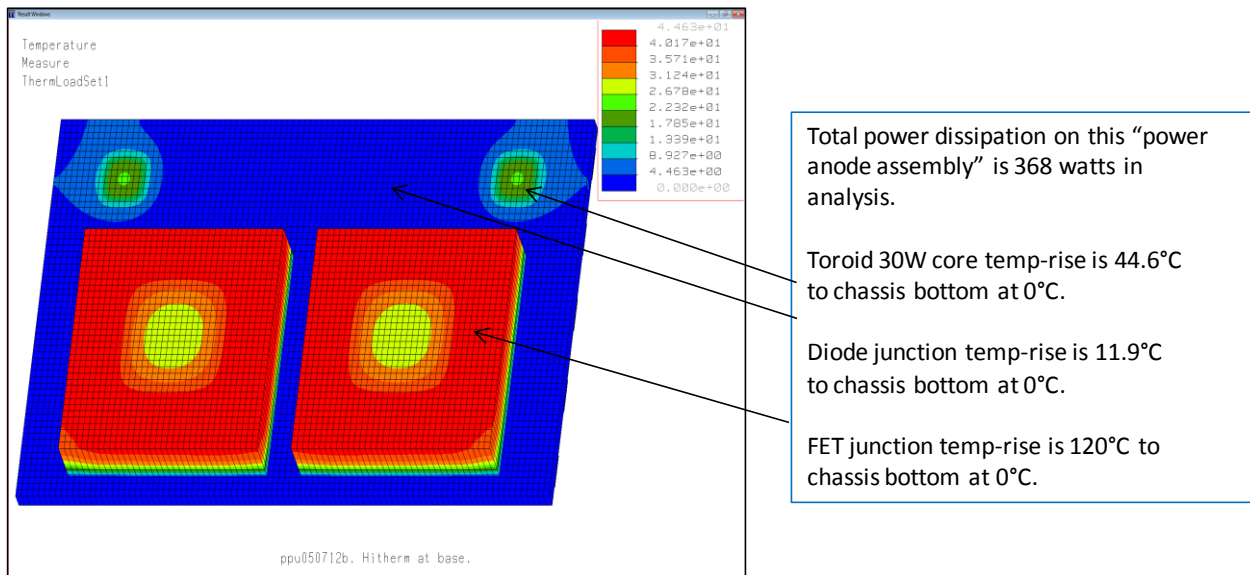 Result Windows
Temperature
Measure
ThermLoadSet1
4.463e+01
4.017e+01
3.571e+01
3.124e+01
2.678e+01
2.232e+01
1.785e+01
1.339e+01
8.927e+00
4.463e+00
0.000e+00
ppu050712b. Hitherm at base.
Total power dissipation on this “power
anode assembly” is 368 watts in
analysis.
Toroid 30W core temp-rise is 44.6°C
to chassis bottom at 0°C.
Diode junction temp-rise is 11.9°C
to chassis bottom at 0°C.
FET junction temp-rise is 120°C to
chassis bottom at 0°C.